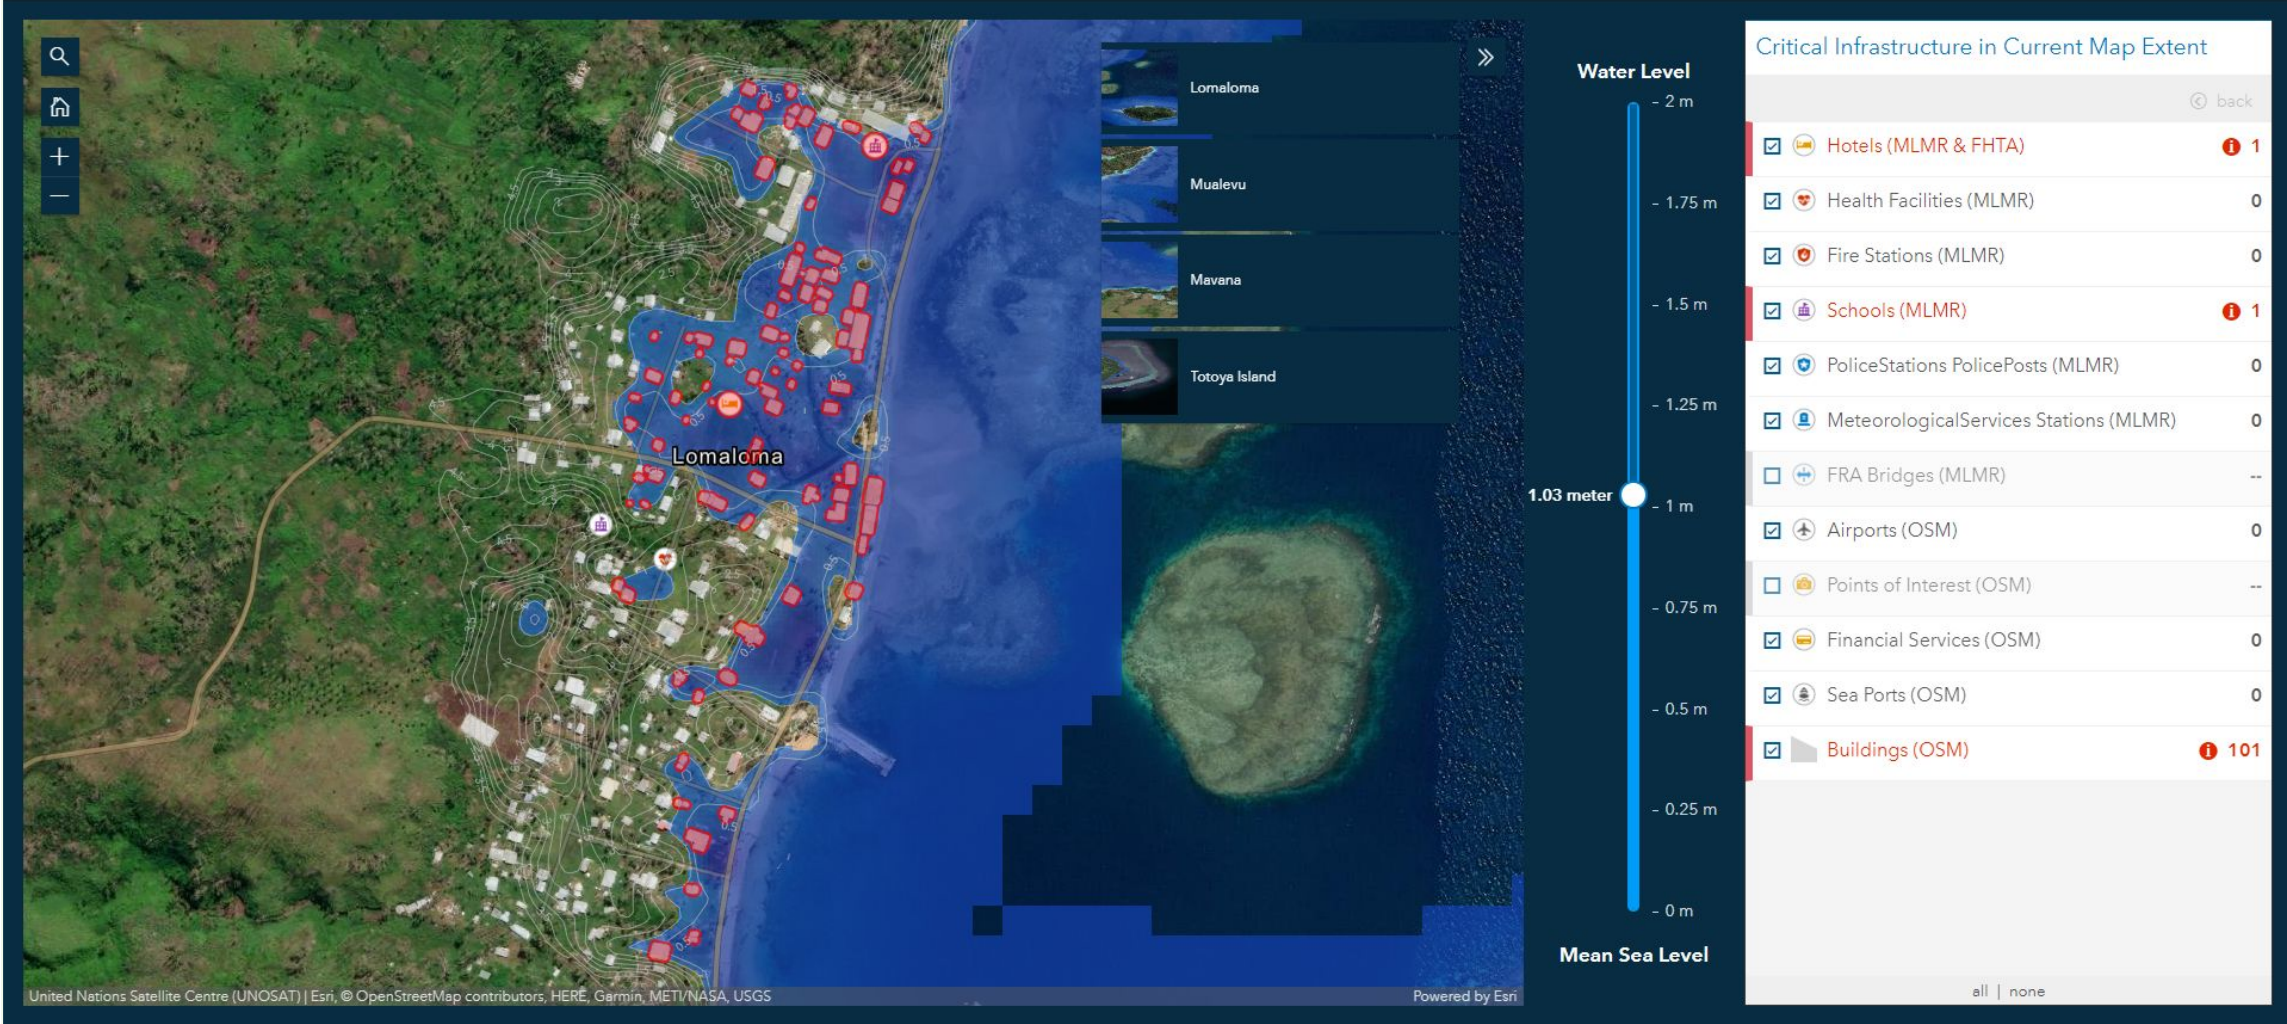 Lomaloma
Mualevu
Mavana
Totoya Island
Lomaloma
United Nations Satellite Centre (UNOSAT) | Esri, © OpenStreetMap contributors, HERE, Garmin, METI/NASA, USGS
Powered by Esri
Water Level
- 2 m
- 1.75 m
- 1.5 m
- 1.25 m
1.03 meter
- 1 m
- 0.75 m
- 0.5 m
- 0.25 m
- 0 m
Mean Sea Level
Critical Infrastructure in Current Map Extent
back
Hotels (MLMR & FHTA) 1
Health Facilities (MLMR) 0
Fire Stations (MLMR) 0
Schools (MLMR) 1
PoliceStations PolicePosts (MLMR) 0
MeteorologicalServices Stations (MLMR) 0
FRA Bridges (MLMR) --
Airports (OSM) 0
Points of Interest (OSM) --
Financial Services (OSM) 0
Sea Ports (OSM) 0
Buildings (OSM) 101
all | none